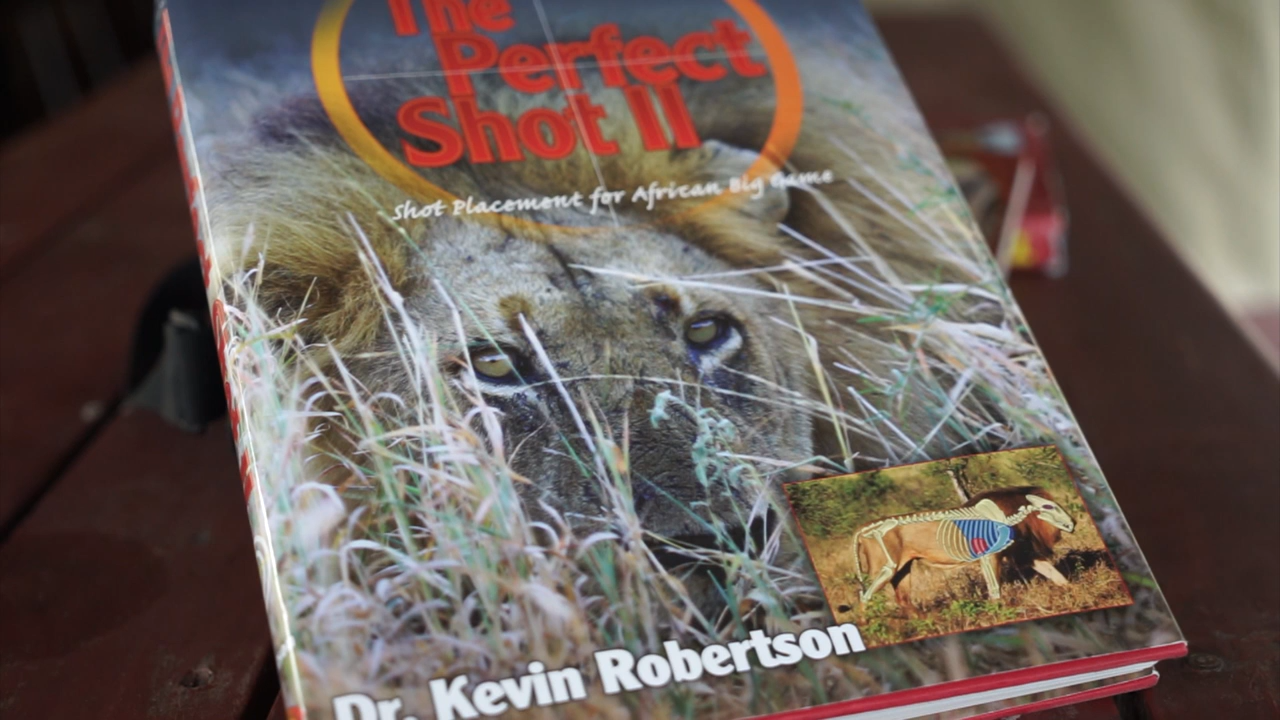 The
Perfect
Shot II
Shot Placement for African Big Game
Dr. Kevin Robertson